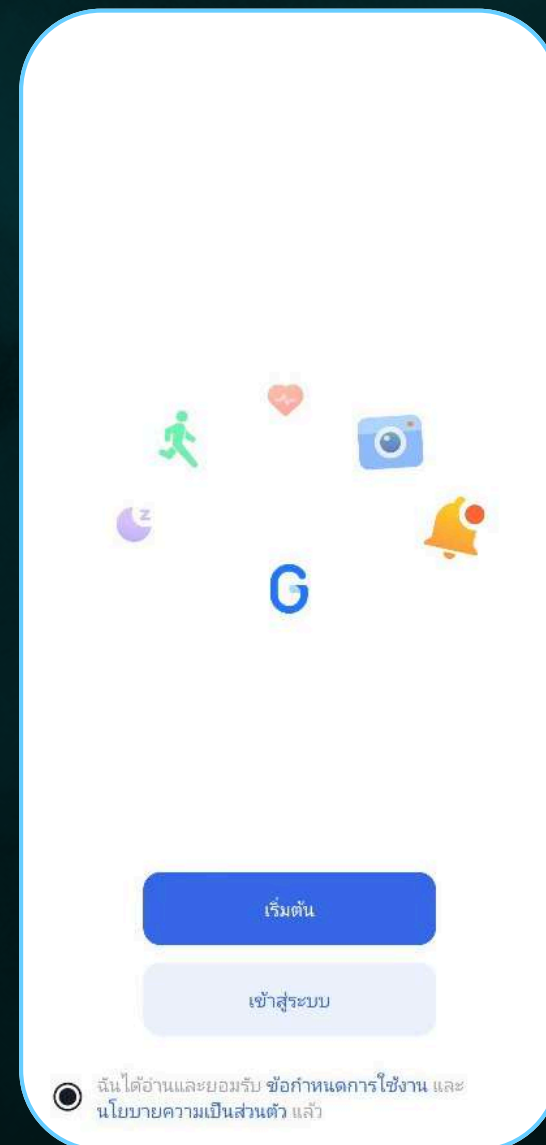 z
G
เริ่มต้น
เข้าสู่ระบบ
ฉันได้อ่านและยอมรับ ข้อกำหนดการใช้งาน และ
นโยบายความเป็นส่วนตัว แล้ว